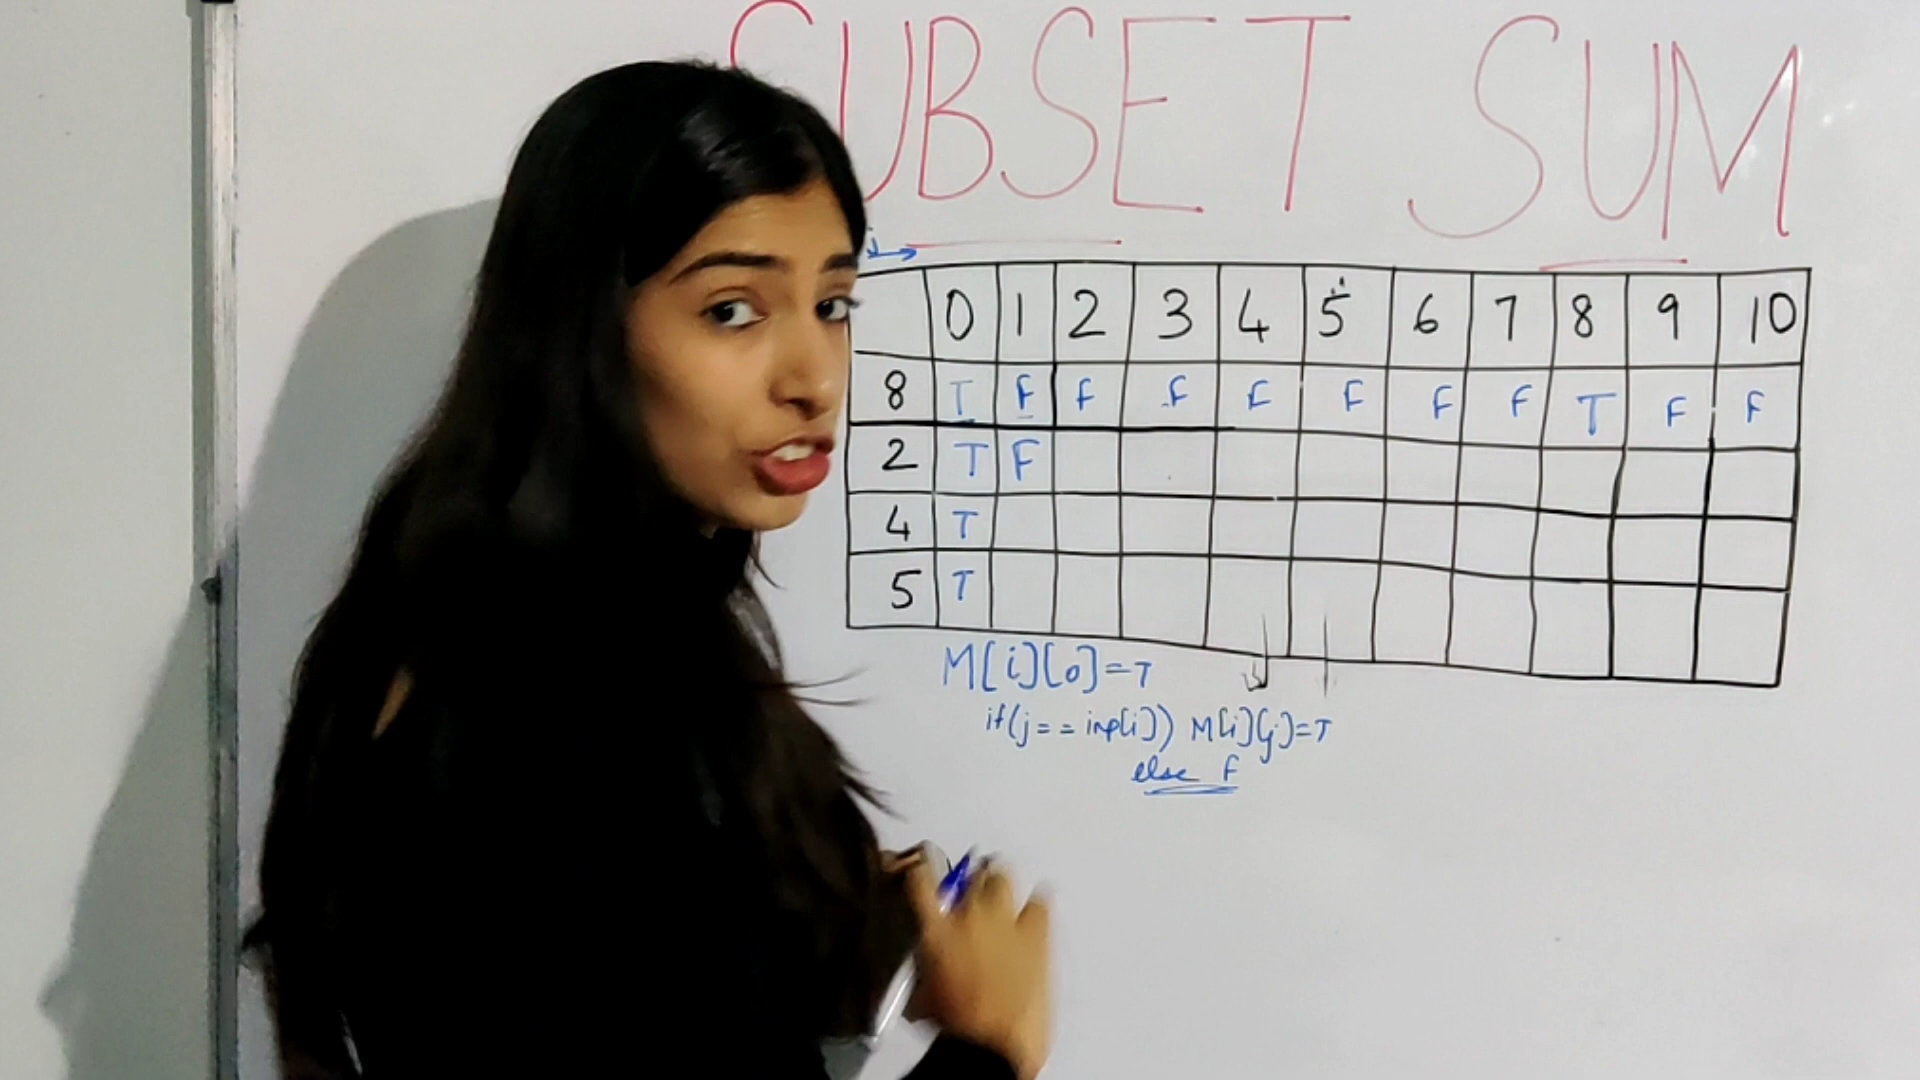 SUBSET SUM
j →
0 1 2 3 4 5 6 7 8 9 10
8 T F F F F F F F T F F
2 T F
4 T
5 T
M[i][0]=T
if(j==inp[i]) M[i][j]=T
else F